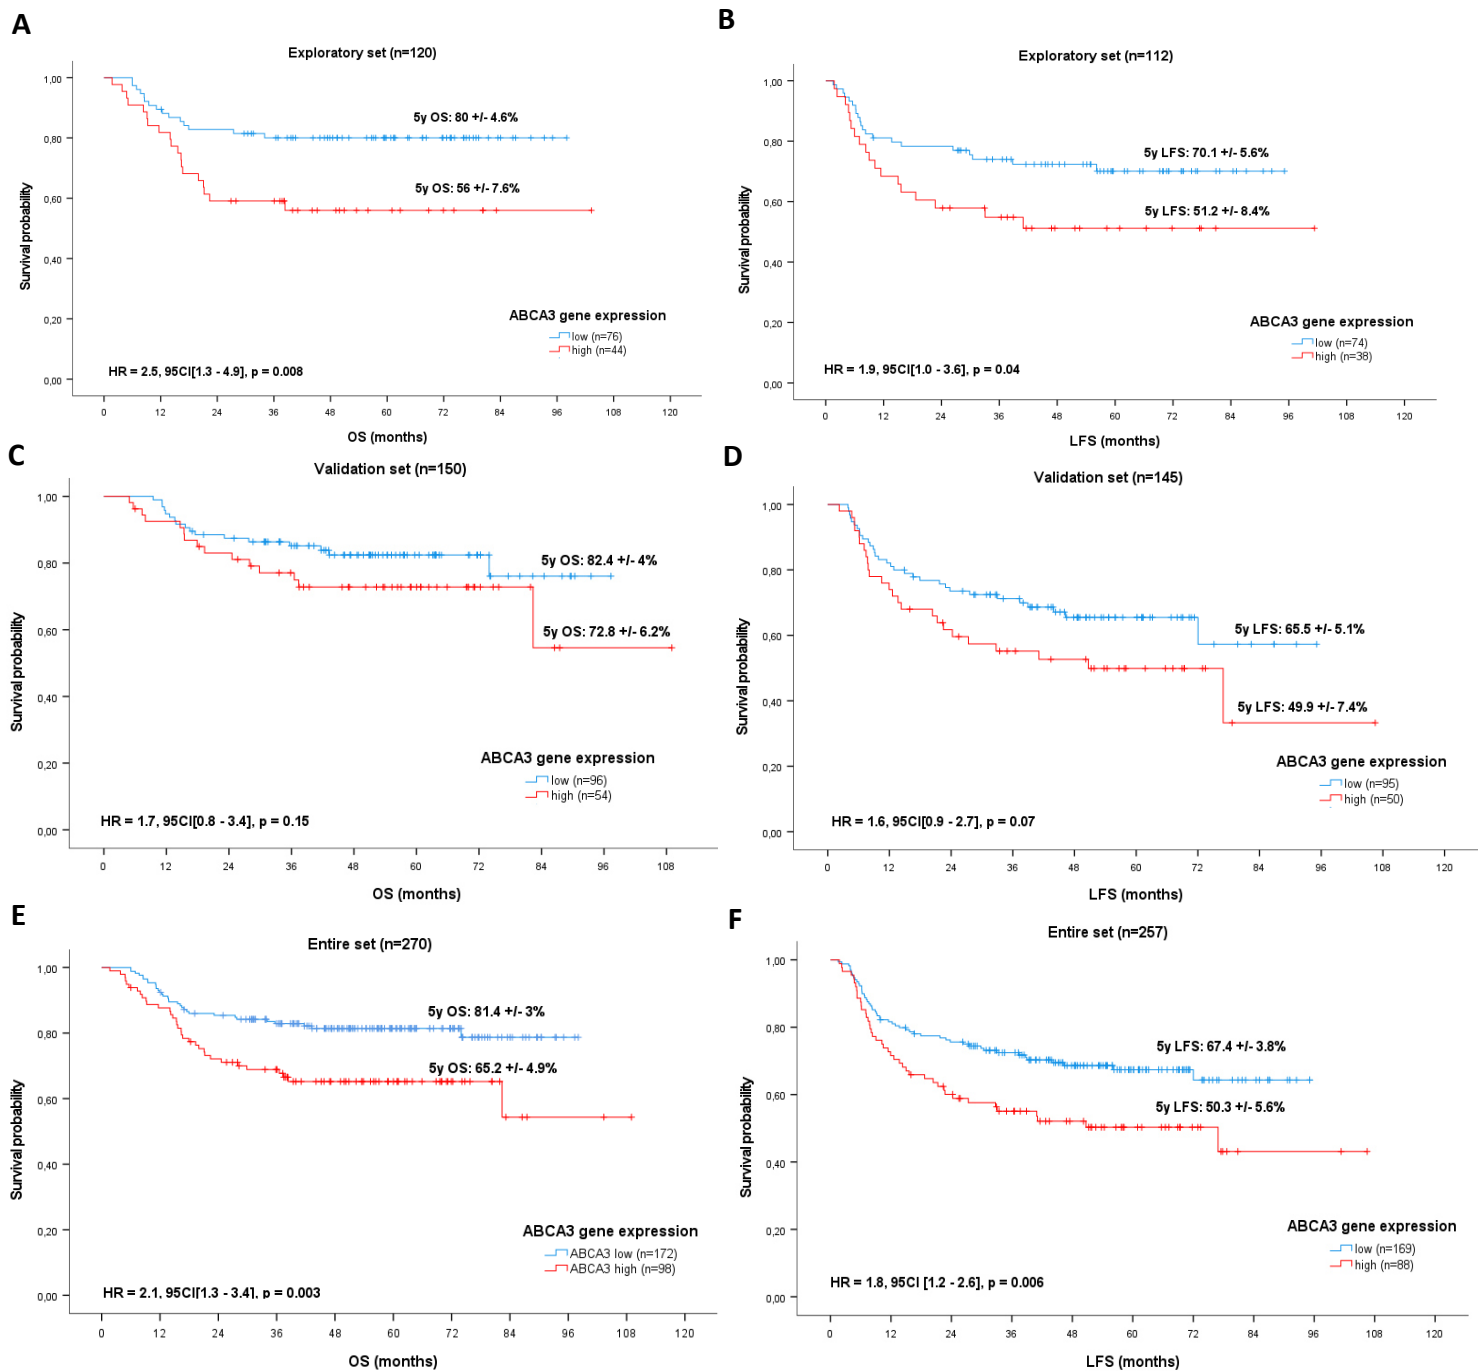 A
Exploratory set (n=120)
Survival probability
1,00
0,80
0,60
0,40
0,20
0,00
5y OS: 80 +/- 4.6%
5y OS: 56 +/- 7.6%
ABCA3 gene expression
low (n=76)
high (n=44)
HR = 2.5, 95CI[1.3 - 4.9], p = 0.008
0 12 24 36 48 60 72 84 96 108 120
OS (months)
B
Exploratory set (n=112)
Survival probability
1,00
0,80
0,60
0,40
0,20
0,00
5y LFS: 70.1 +/- 5.6%
5y LFS: 51.2 +/- 8.4%
ABCA3 gene expression
low (n=74)
high (n=38)
HR = 1.9, 95CI[1.0 - 3.6], p = 0.04
0 12 24 36 48 60 72 84 96 108 120
LFS (months)
C
Validation set (n=150)
Survival probability
1,00
0,80
0,60
0,40
0,20
0,00
5y OS: 82.4 +/- 4%
5y OS: 72.8 +/- 6.2%
ABCA3 gene expression
low (n=96)
high (n=54)
HR = 1.7, 95CI[0.8 - 3.4], p = 0.15
0 12 24 36 48 60 72 84 96 108
OS (months)
D
Validation set (n=145)
Survival probability
1,00
0,80
0,60
0,40
0,20
0,00
5y LFS: 65.5 +/- 5.1%
5y LFS: 49.9 +/- 7.4%
ABCA3 gene expression
low (n=95)
high (n=50)
HR = 1.6, 95CI[0.9 - 2.7], p = 0.07
0 12 24 36 48 60 72 84 96 108 120
LFS (months)
E
Entire set (n=270)
Survival probability
1,00
0,80
0,60
0,40
0,20
0,00
5y OS: 81.4 +/- 3%
5y OS: 65.2 +/- 4.9%
ABCA3 gene expression
ABCA3 low (n=172)
ABCA3 high (n=98)
HR = 2.1, 95CI[1.3 - 3.4], p = 0.003
0 12 24 36 48 60 72 84 96 108 120
OS (months)
F
Entire set (n=257)
Survival probability
1,00
0,80
0,60
0,40
0,20
0,00
5y LFS: 67.4 +/- 3.8%
5y LFS: 50.3 +/- 5.6%
ABCA3 gene expression
low (n=169)
high (n=88)
HR = 1.8, 95CI [1.2 - 2.6], p = 0.006
0 12 24 36 48 60 72 84 96 108 120
LFS (months)